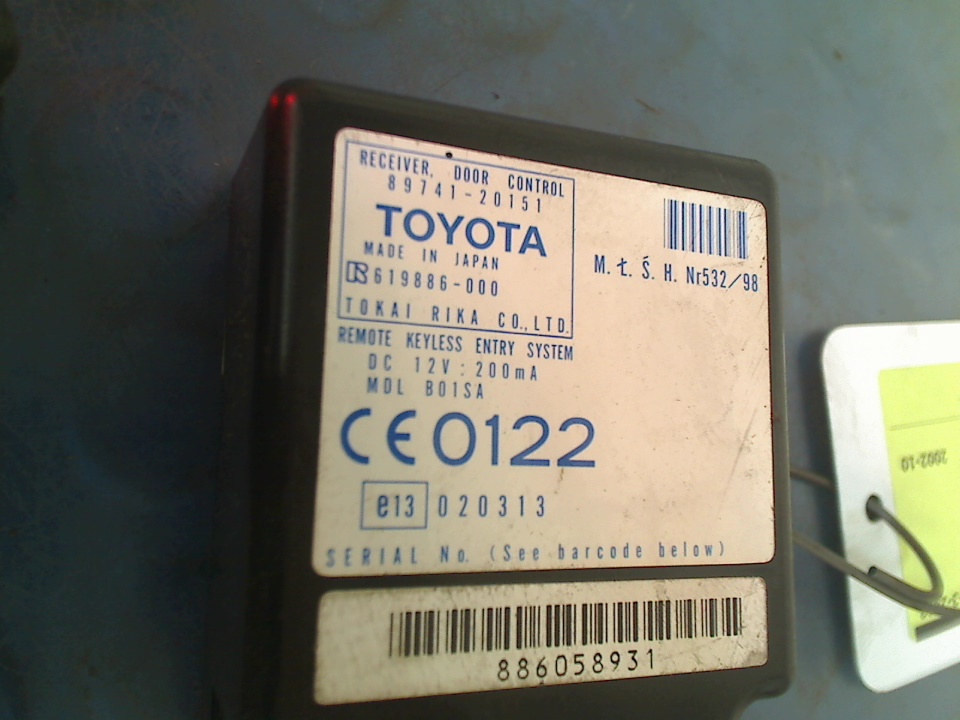 RECEIVER, DOOR CONTROL
89741-20151
TOYOTA
MADE IN JAPAN
R 619886-000
TOKAI RIKA CO.,LTD.
REMOTE KEYLESS ENTRY SYSTEM
DC 12V : 200mA
MDL B01SA
CE0122
e13 020313
SERIAL No. (See barcode below)
M. Ł. Ś. H. Nr532/98
886058931
2002-10